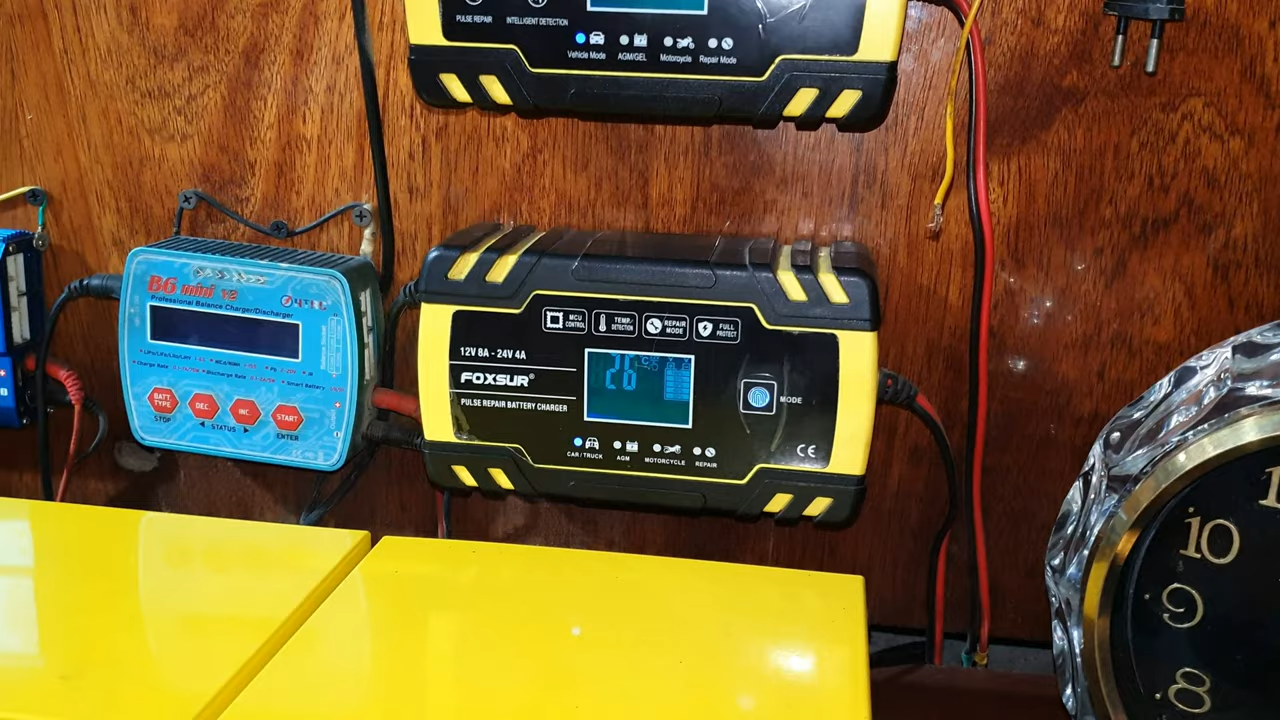 PULSE REPAIR
INTELLIGENT DETECTION
Vehicle Mode
AGM/GEL
Motorcycle
Repair Mode
B6 mini V2
Professional Balance Charger/Discharger
BATT. TYPE
DEC.
INC.
START
STOP
STATUS
ENTER
MCU CONTROL
TEMP. DETECTION
REPAIR MODE
FULL PROTECT
12V 8A - 24V 4A
FOXSUR®
PULSE REPAIR BATTERY CHARGER
26
°C
MODE
CAR / TRUCK
AGM
MOTORCYCLE
REPAIR
CE
10
9
8